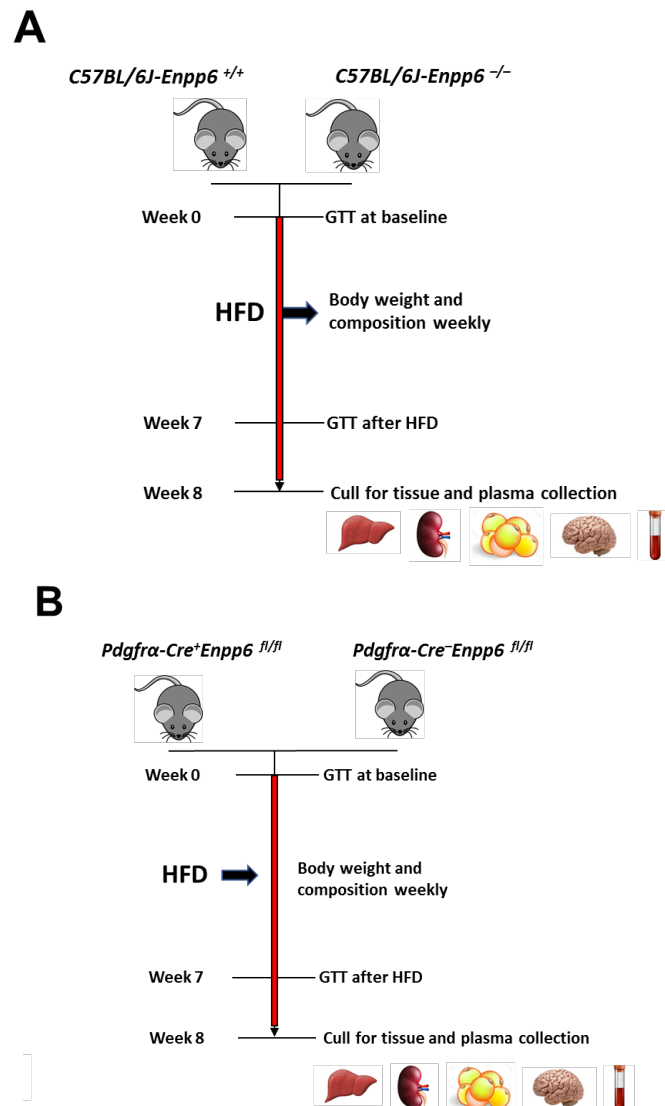 A
C57BL/6J-Enpp6 +/+
C57BL/6J-Enpp6 –/–
Week 0
GTT at baseline
HFD
Body weight and
composition weekly
Week 7
GTT after HFD
Week 8
Cull for tissue and plasma collection
B
Pdgfrα-Cre+Enpp6 fl/fl
Pdgfrα-Cre–Enpp6 fl/fl
Week 0
GTT at baseline
HFD
Body weight and
composition weekly
Week 7
GTT after HFD
Week 8
Cull for tissue and plasma collection